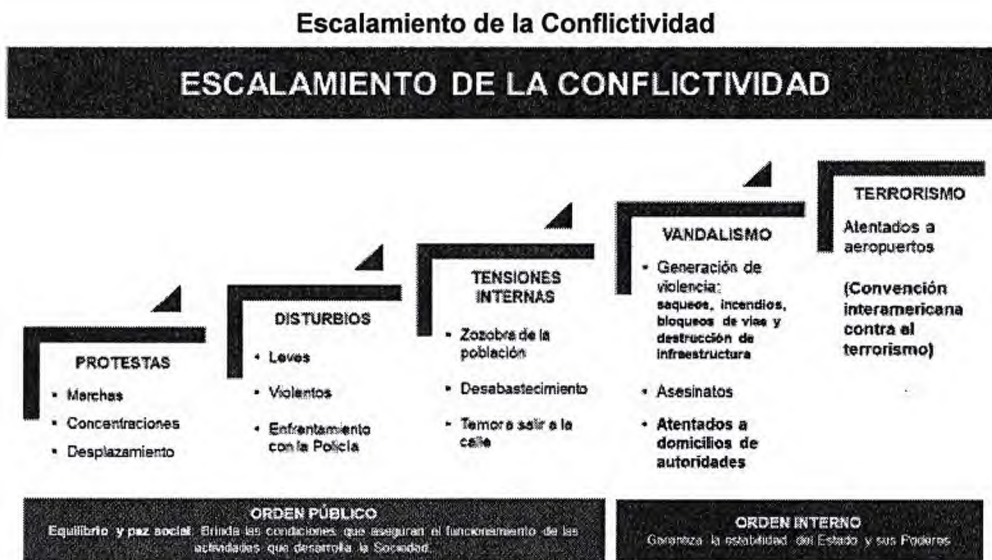 Escalamiento de la Conflictividad
ESCALAMIENTO DE LA CONFLICTIVIDAD
PROTESTAS
• Marchas
• Concentraciones
• Desplazamiento
DISTURBIOS
• Leves
• Violentos
• Enfrentamiento
con la Policía
TENSIONES
INTERNAS
• Zozobra de la
población
• Desabastecimiento
• Temor a salir a la
calle
VANDALISMO
• Generación de
violencia:
saqueos, incendios,
bloqueos de vías y
destrucción de
infraestructura
• Asesinatos
• Atentados a
domicilios de
autoridades
TERRORISMO
Atentados a
aeropuertos
(Convención
interamericana
contra el
terrorismo)
ORDEN PÚBLICO
Equilibrio y paz social: Brinda las condiciones que aseguran el funcionamiento de las
actividades que desarrolla la Sociedad.
ORDEN INTERNO
Garantiza la estabilidad del Estado y sus Poderes